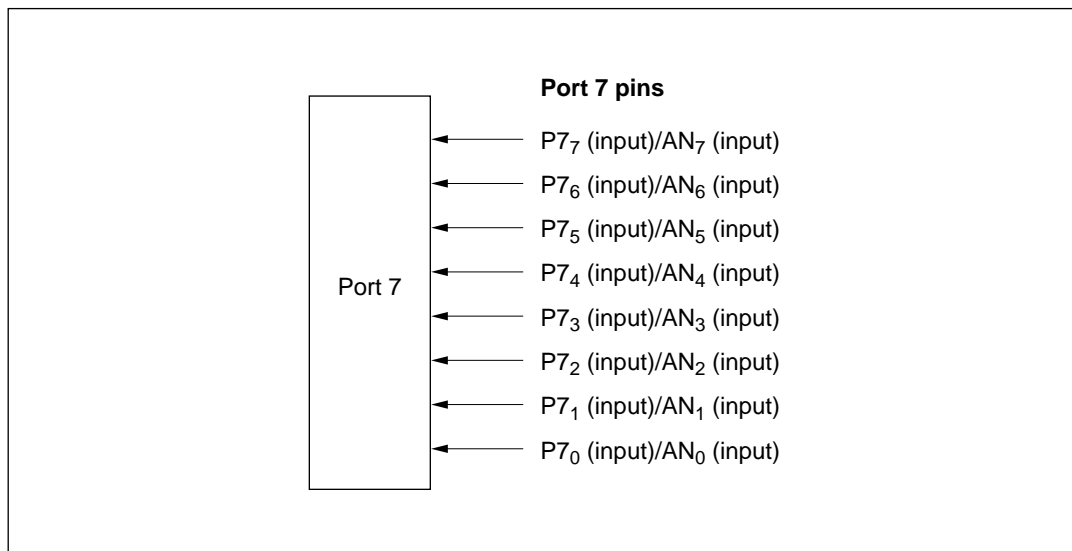 Port 7 pins
P7₇ (input)/AN₇ (input)
P7₆ (input)/AN₆ (input)
P7₅ (input)/AN₅ (input)
P7₄ (input)/AN₄ (input)
Port 7
P7₃ (input)/AN₃ (input)
P7₂ (input)/AN₂ (input)
P7₁ (input)/AN₁ (input)
P7₀ (input)/AN₀ (input)